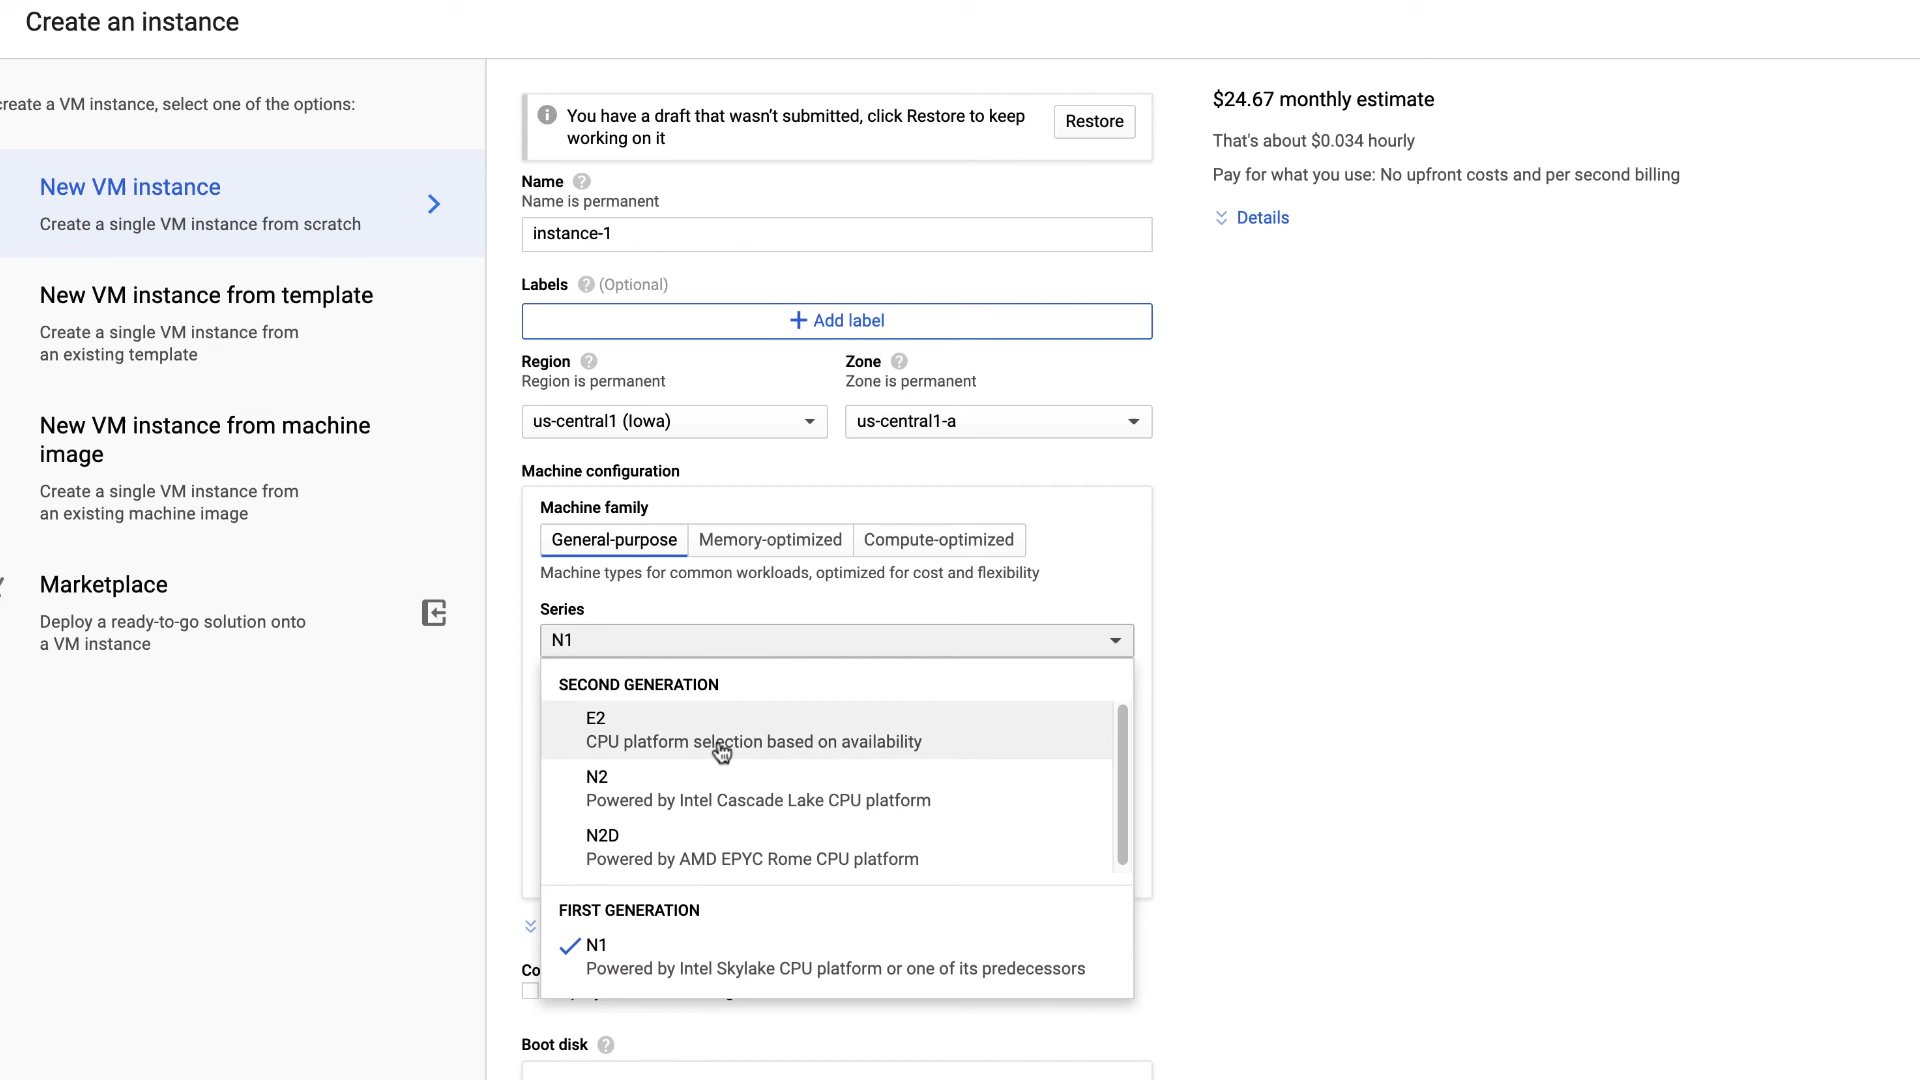 Create an instance
create a VM instance, select one of the options:
New VM instance
Create a single VM instance from scratch
New VM instance from template
Create a single VM instance from
an existing template
New VM instance from machine
image
Create a single VM instance from
an existing machine image
Marketplace
Deploy a ready-to-go solution onto
a VM instance
You have a draft that wasn’t submitted, click Restore to keep
working on it
Restore
Name
Name is permanent
instance-1
Labels (Optional)
Add label
Region
Region is permanent
us-central1 (Iowa)
Zone
Zone is permanent
us-central1-a
Machine configuration
Machine family
General-purpose
Memory-optimized
Compute-optimized
Machine types for common workloads, optimized for cost and flexibility
Series
N1
SECOND GENERATION
E2
CPU platform selection based on availability
N2
Powered by Intel Cascade Lake CPU platform
N2D
Powered by AMD EPYC Rome CPU platform
FIRST GENERATION
N1
Powered by Intel Skylake CPU platform or one of its predecessors
Co
Boot disk
$24.67 monthly estimate
That's about $0.034 hourly
Pay for what you use: No upfront costs and per second billing
Details